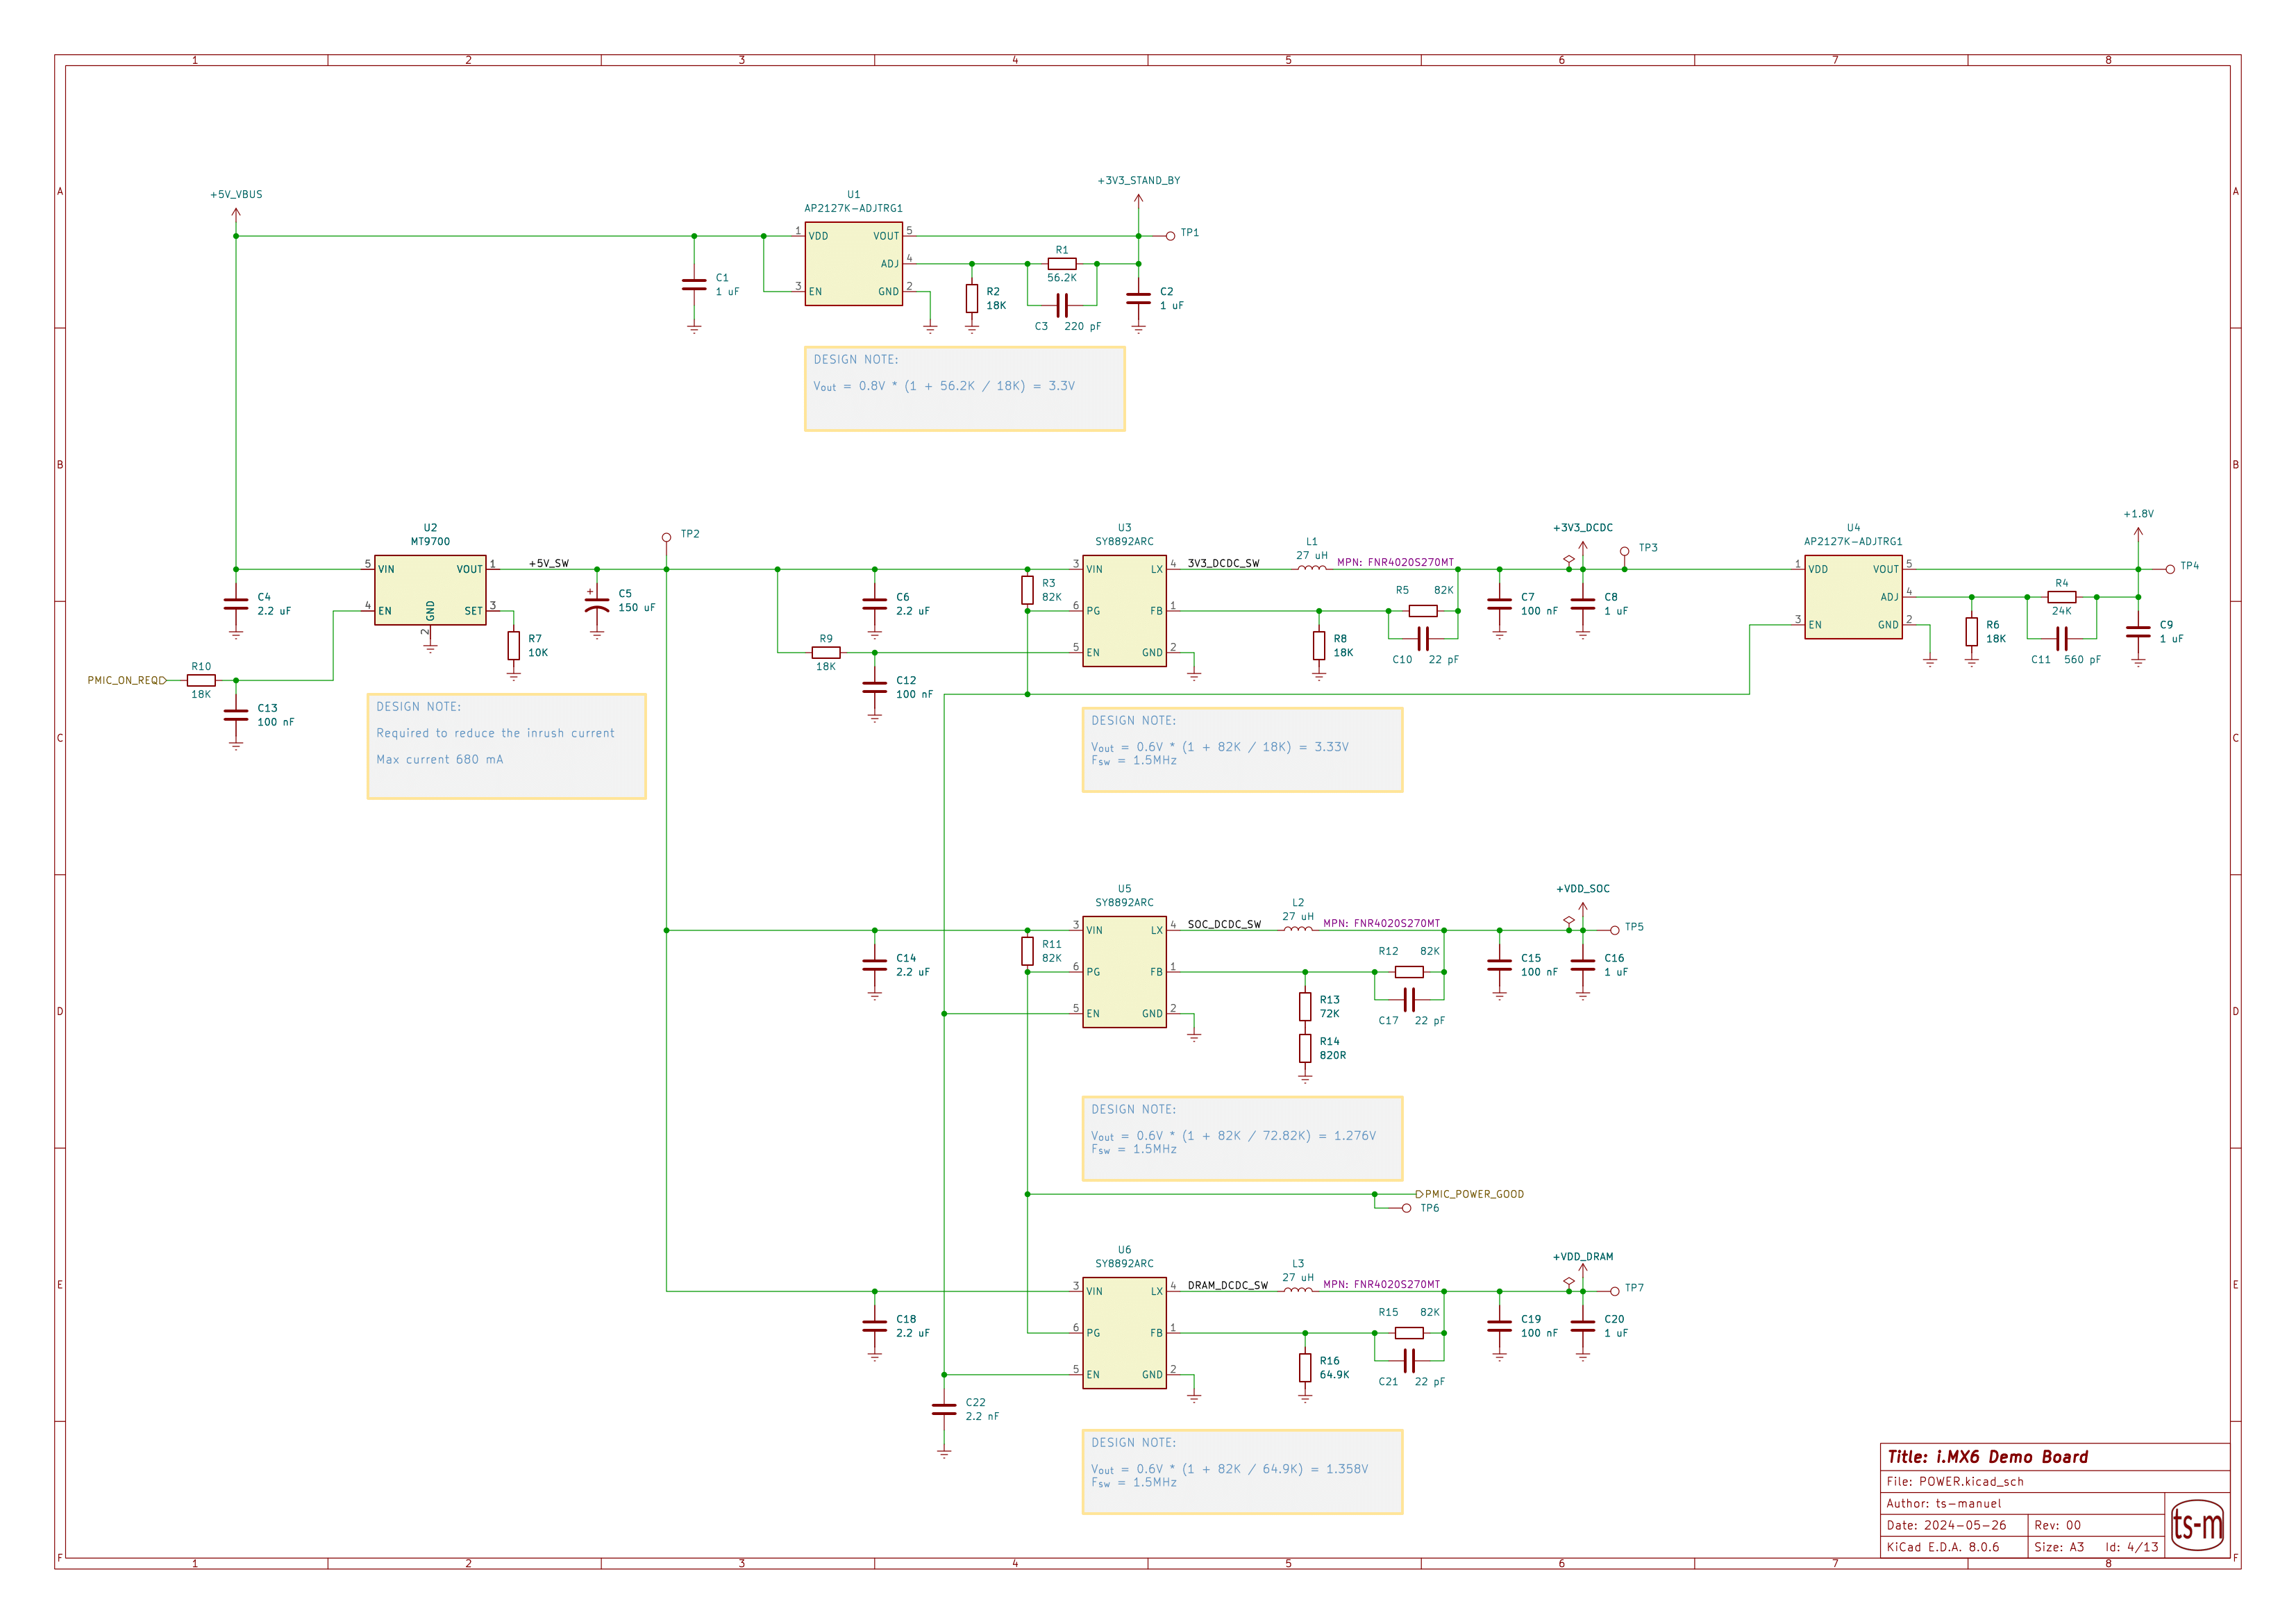 1 2 3 4 5 6 7 8
A A
B B
C C
D D
E E
F F
+5V_VBUS
U1
AP2127K-ADJTRG1
1 VDD VOUT 5
ADJ 4
3 EN GND 2
+3V3_STAND_BY
TP1
R1
56.2K
C1
1 uF
R2
18K
C3 220 pF
C2
1 uF
DESIGN NOTE:
Vout = 0.8V * (1 + 56.2K / 18K) = 3.3V
U2
MT9700
5 VIN VOUT 1
4 EN SET 3
GND
2
+5V_SW
C4
2.2 uF
C5
150 uF
R7
10K
PMIC_ON_REQ
R10
18K
C13
100 nF
DESIGN NOTE:
Required to reduce the inrush current
Max current 680 mA
TP2
C6
2.2 uF
R9
18K
C12
100 nF
R3
82K
U3
SY8892ARC
3 VIN LX 4
6 PG FB 1
5 EN GND 2
3V3_DCDC_SW
L1
27 uH
MPN: FNR4020S270MT
R5 82K
R8
18K
C10 22 pF
C7
100 nF
+3V3_DCDC
C8
1 uF
TP3
DESIGN NOTE:
Vout = 0.6V * (1 + 82K / 18K) = 3.33V
Fsw = 1.5MHz
U4
AP2127K-ADJTRG1
1 VDD VOUT 5
ADJ 4
3 EN GND 2
+1.8V
TP4
R4
24K
R6
18K
C11 560 pF
C9
1 uF
C14
2.2 uF
R11
82K
U5
SY8892ARC
3 VIN LX 4
6 PG FB 1
5 EN GND 2
SOC_DCDC_SW
L2
27 uH
MPN: FNR4020S270MT
R12 82K
R13
72K
R14
820R
C17 22 pF
C15
100 nF
+VDD_SOC
C16
1 uF
TP5
DESIGN NOTE:
Vout = 0.6V * (1 + 82K / 72.82K) = 1.276V
Fsw = 1.5MHz
PMIC_POWER_GOOD
TP6
C18
2.2 uF
C22
2.2 nF
U6
SY8892ARC
3 VIN LX 4
6 PG FB 1
5 EN GND 2
DRAM_DCDC_SW
L3
27 uH
MPN: FNR4020S270MT
R15 82K
R16
64.9K
C21 22 pF
C19
100 nF
+VDD_DRAM
C20
1 uF
TP7
DESIGN NOTE:
Vout = 0.6V * (1 + 82K / 64.9K) = 1.358V
Fsw = 1.5MHz
Title: i.MX6 Demo Board
File: POWER.kicad_sch
Author: ts-manuel
Date: 2024-05-26 Rev: 00
KiCad E.D.A. 8.0.6 Size: A3 Id: 4/13
ts-m
1 2 3 4 5 6 7 8